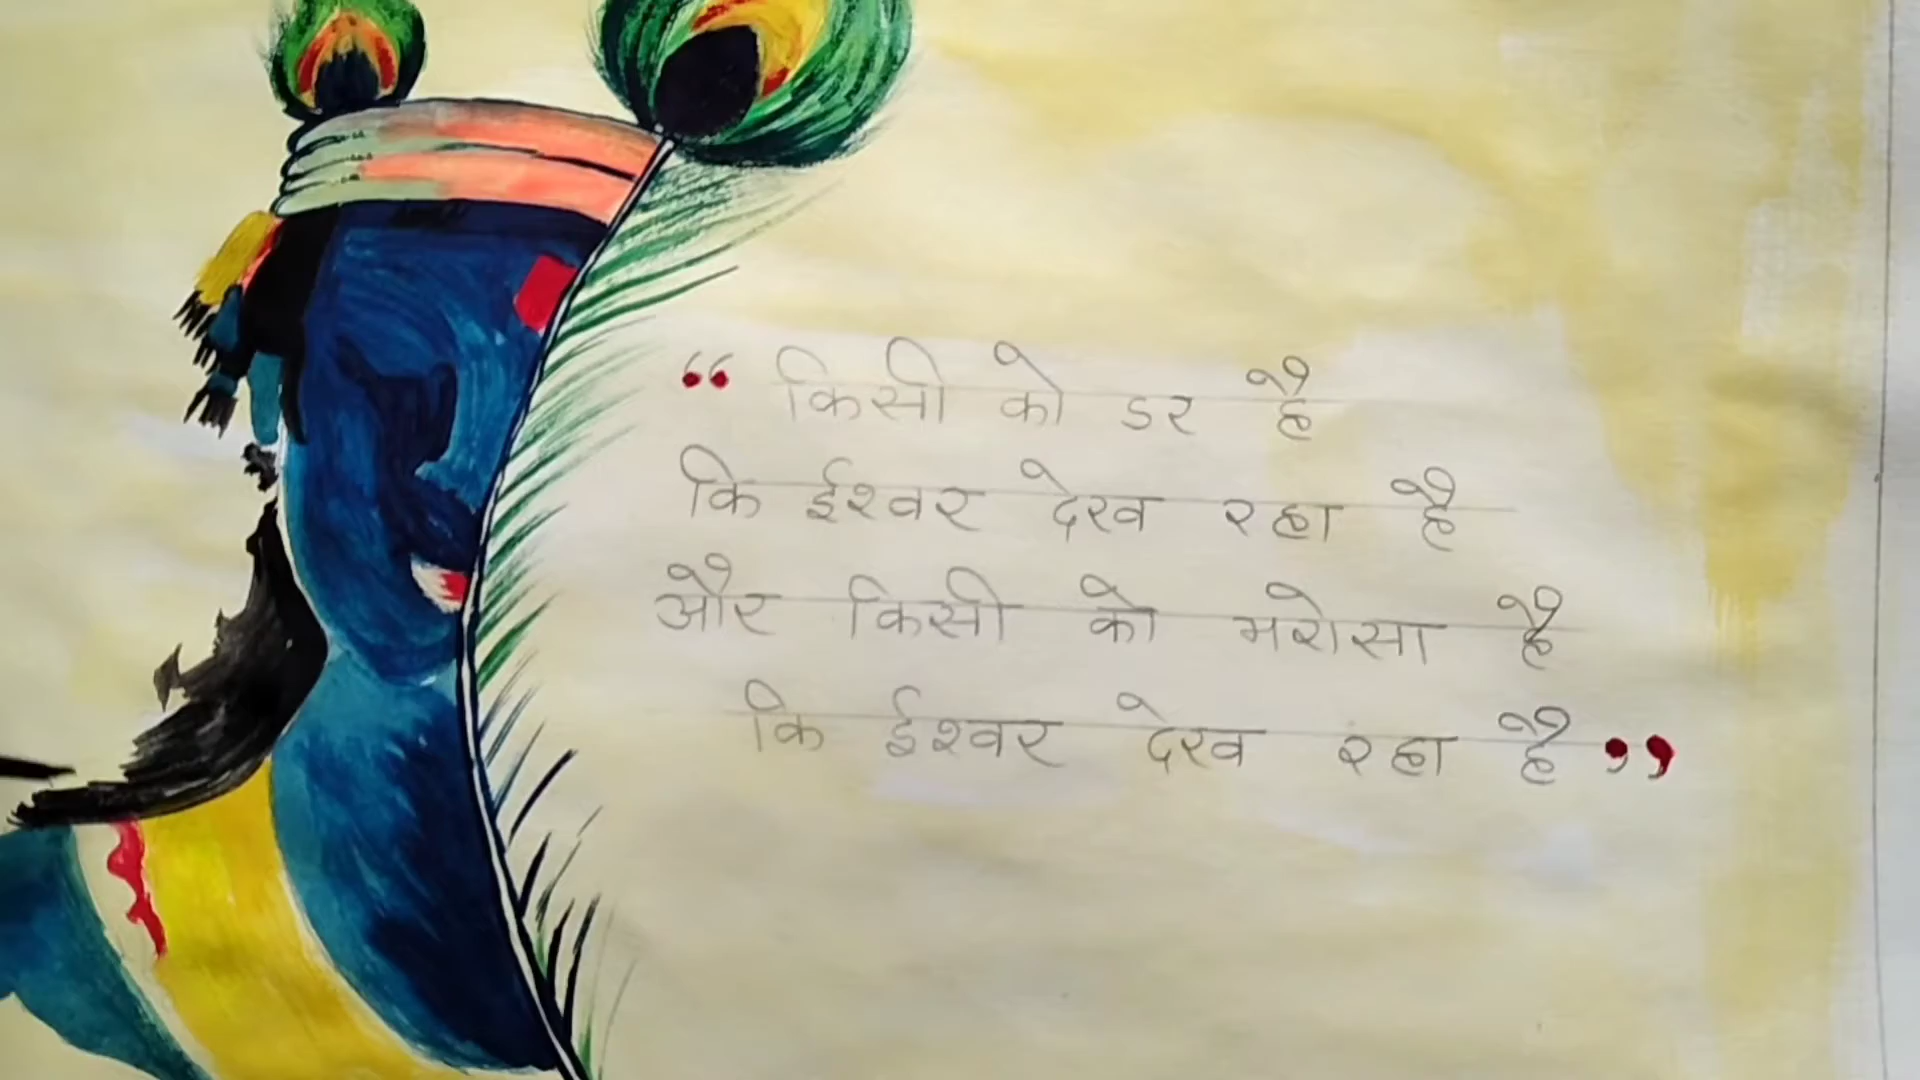 “ किसी को डर है
कि ईश्वर देख रहा है
और किसी को भरोसा है
कि ईश्वर देख रहा है ”